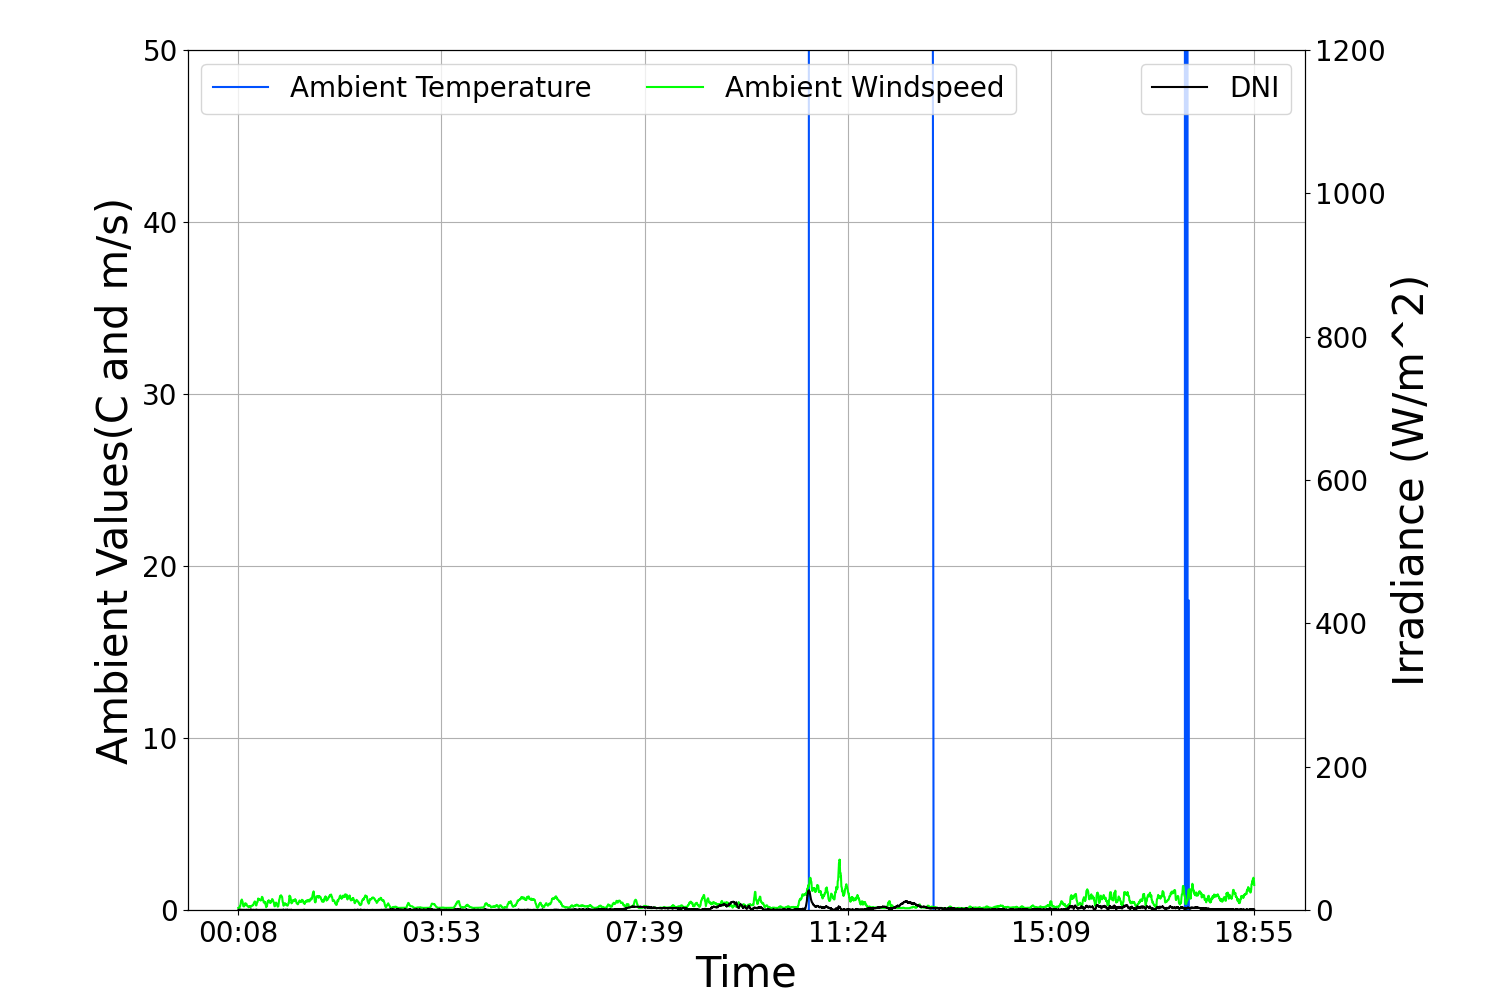 Ambient Temperature
Ambient Windspeed
DNI
Ambient Values(C and m/s)
50
40
30
20
10
0
1200
1000
800
600
400
200
0
Irradiance (W/m^2)
00:08 03:53 07:39 11:24 15:09 18:55
Time